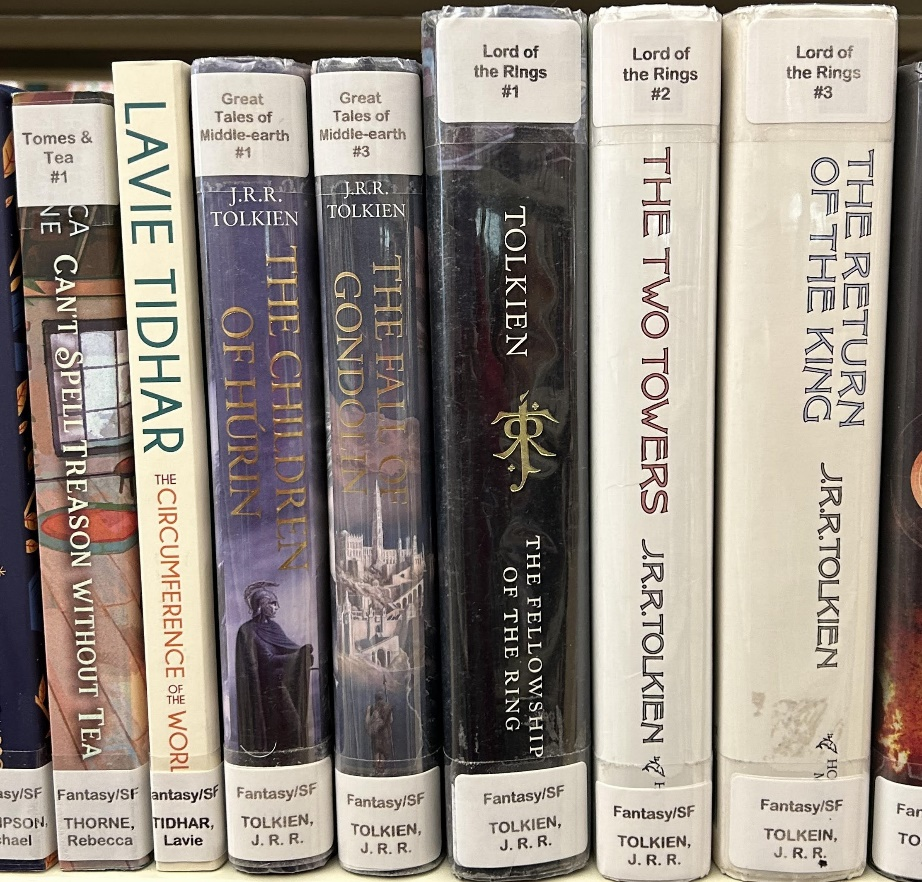 Tomes &
Tea
#1
CA
NE
CAN'T SPELL TREASON WITHOUT TEA
Fantasy/SF
THORNE,
Rebecca
LAVIE TIDHAR
THE CIRCUMFERENCE OF THE WORL
antasy/SF
TIDHAR,
Lavie
Great
Tales of
Middle-earth
#1
J.R.R.
TOLKIEN
THE CHILDREN
OF HÚRIN
Fantasy/SF
TOLKIEN,
J. R. R.
Great
Tales of
Middle-earth
#3
J.R.R.
TOLKIEN
THE FALL OF
GONDOLIN
Fantasy/SF
TOLKIEN,
J. R. R.
Lord of
the Rings
#1
TOLKIEN
THE FELLOWSHIP
OF THE RING
Fantasy/SF
TOLKIEN,
J. R. R.
Lord of
the Rings
#2
THE TWO TOWERS J.R.R.TOLKIEN
Fantasy/SF
TOLKIEN,
J. R. R.
Lord of
the Rings
#3
THE RETURN
OF THE KING
J.R.R.TOLKIEN
HO
M
Fantasy/SF
TOLKEIN,
J. R. R.
asy/SF
MPSON,
chael
Fanta
TO